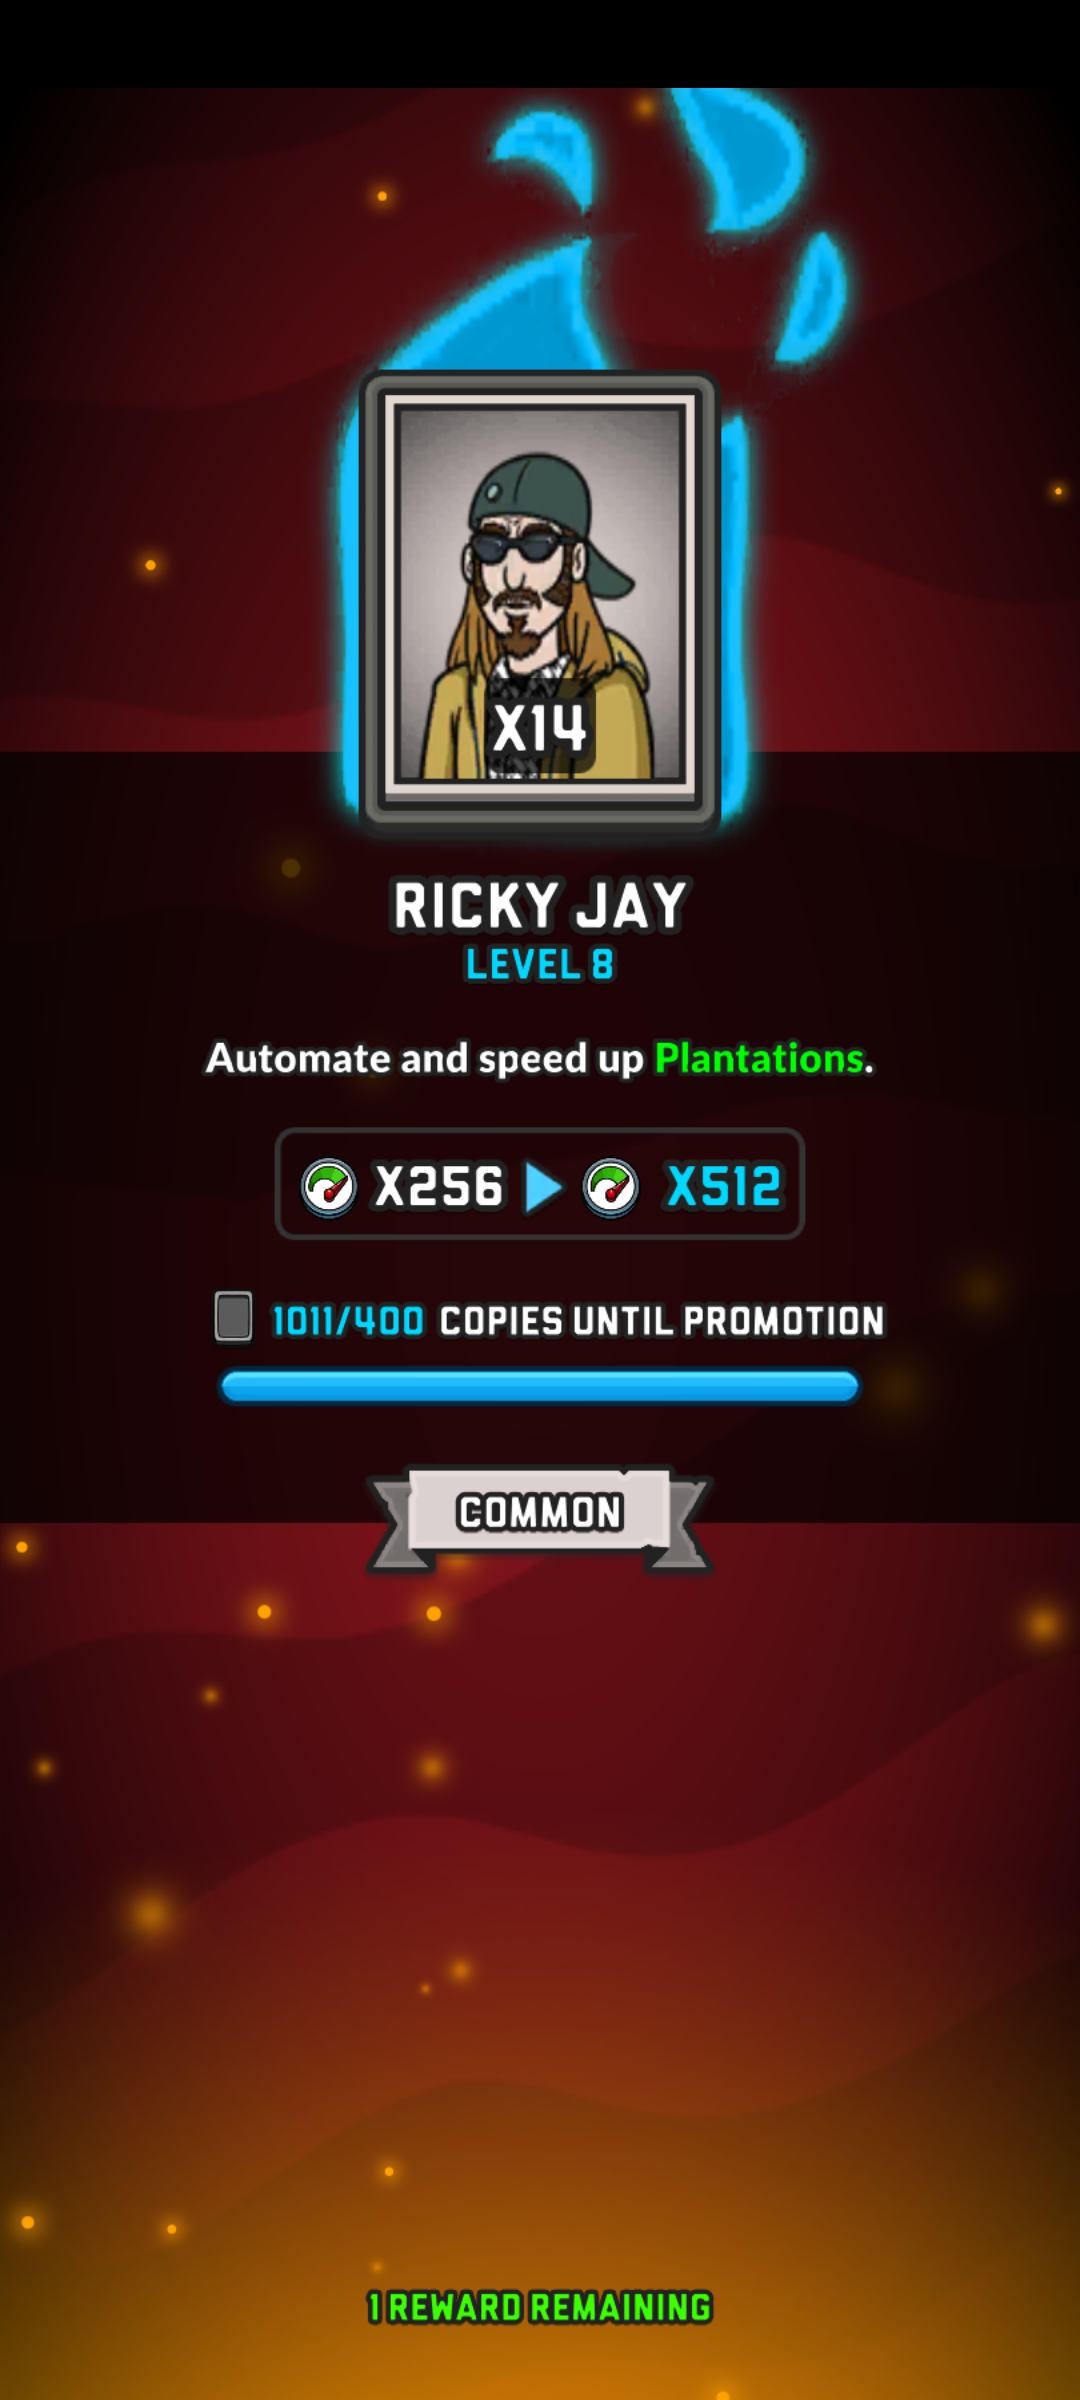 X14
RICKY JAY
LEVEL 8
Automate and speed up Plantations.
X256 X512
1011/400 COPIES UNTIL PROMOTION
COMMON
1 REWARD REMAINING